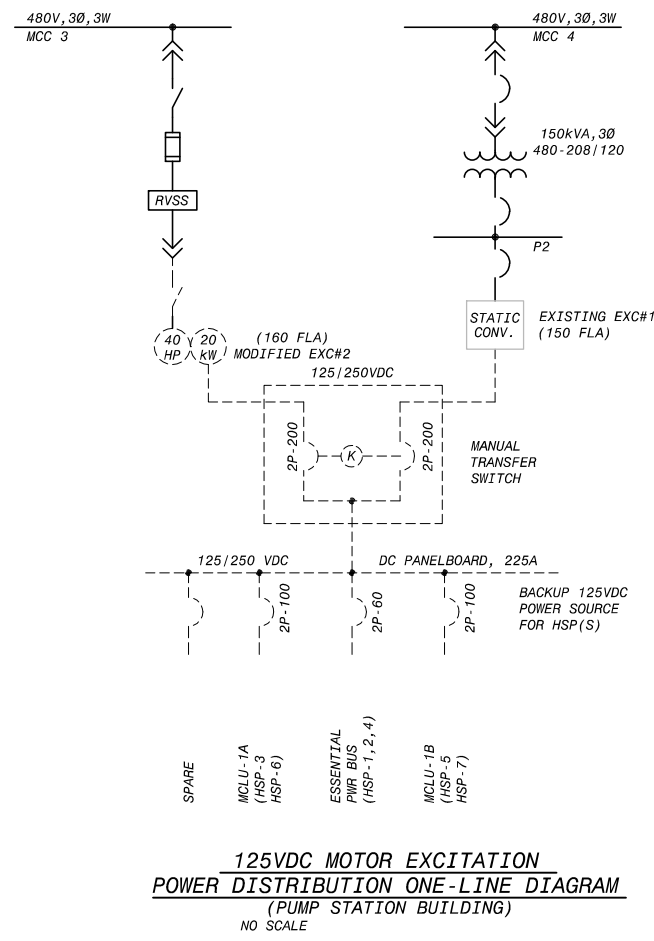 480V,3Ø,3W
MCC 3
480V,3Ø,3W
MCC 4
150kVA,3Ø
480-208/120
RVSS
P2
STATIC
CONV.
EXISTING EXC#1
(150 FLA)
40
HP
20
kW
(160 FLA)
MODIFIED EXC#2
125/250VDC
2P-200
K
2P-200
MANUAL
TRANSFER
SWITCH
125/250 VDC
DC PANELBOARD, 225A
2P-100
2P-60
2P-100
BACKUP 125VDC
POWER SOURCE
FOR HSP(S)
SPARE
MCLU-1A
(HSP-3
HSP-6)
ESSENTIAL
PWR BUS
(HSP-1,2,4)
MCLU-1B
(HSP-5
HSP-7)
125VDC MOTOR EXCITATION
POWER DISTRIBUTION ONE-LINE DIAGRAM
(PUMP STATION BUILDING)
NO SCALE